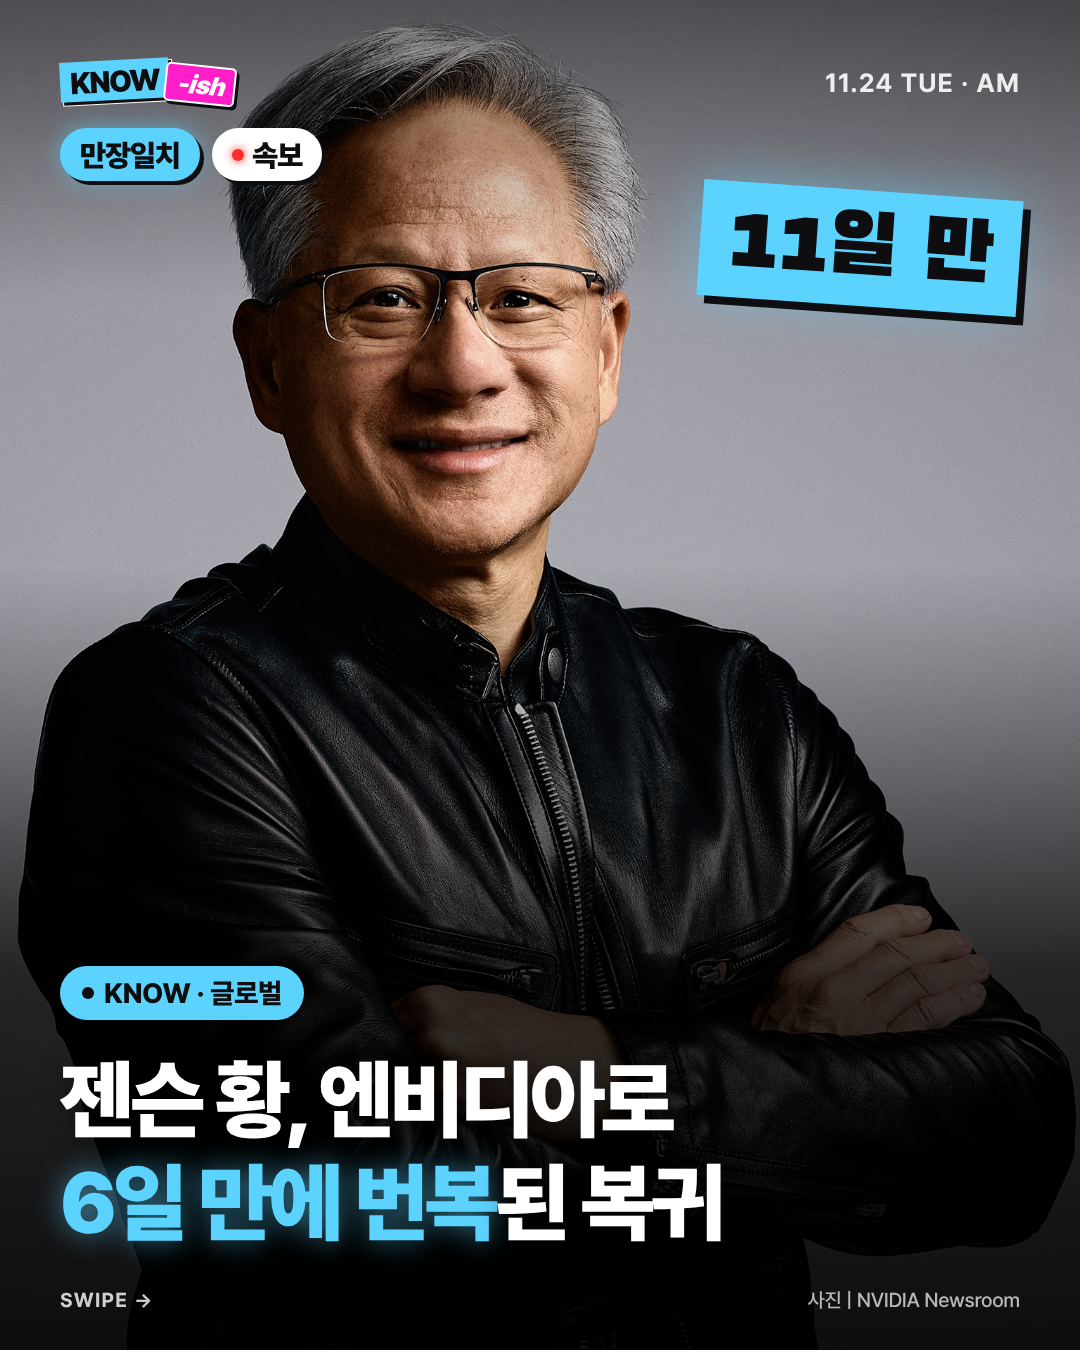 KNOW -ish
11.24 TUE · AM
만장일치
속보
11일 만
KNOW · 글로벌
젠슨 황, 엔비디아로
6일 만에 번복된 복귀
SWIPE →
사진 | NVIDIA Newsroom